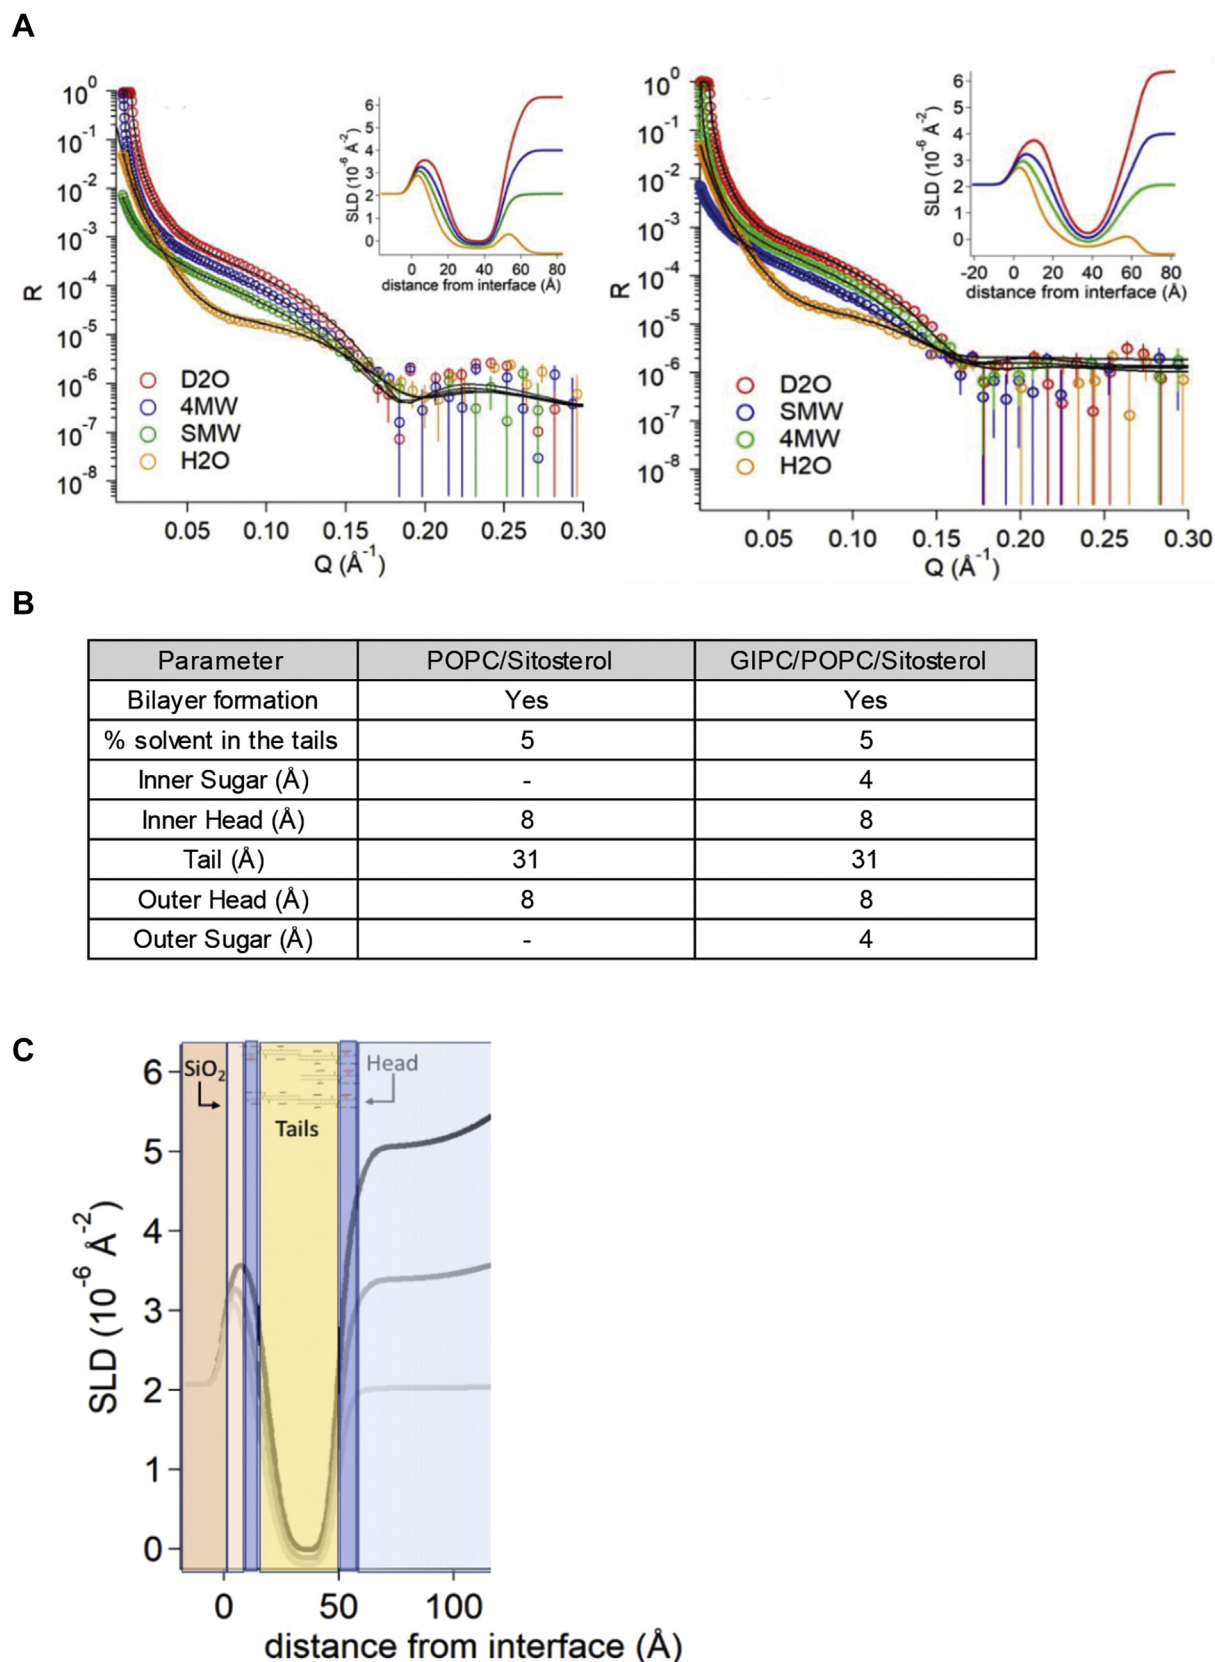 A
10^0
10^-1
10^-2
10^-3
10^-4
10^-5
10^-6
10^-7
10^-8
R
0.05 0.10 0.15 0.20 0.25 0.30
Q (Å^-1)
D2O
4MW
SMW
H2O
6
5
4
3
2
1
0
SLD (10^-6 Å^-2)
0 20 40 60 80
distance from interface (Å)
10^0
10^-1
10^-2
10^-3
10^-4
10^-5
10^-6
10^-7
10^-8
R
0.05 0.10 0.15 0.20 0.25 0.30
Q (Å^-1)
D2O
SMW
4MW
H2O
6
5
4
3
2
1
0
SLD (10^-6 Å^-2)
-20 0 20 40 60 80
distance from interface (Å)
B
Parameter POPC/Sitosterol GIPC/POPC/Sitosterol
Bilayer formation Yes Yes
% solvent in the tails 5 5
Inner Sugar (Å) - 4
Inner Head (Å) 8 8
Tail (Å) 31 31
Outer Head (Å) 8 8
Outer Sugar (Å) - 4
C
SiO2
Head
Tails
6
5
4
3
2
1
0
SLD (10^-6 Å^-2)
0 50 100
distance from interface (Å)